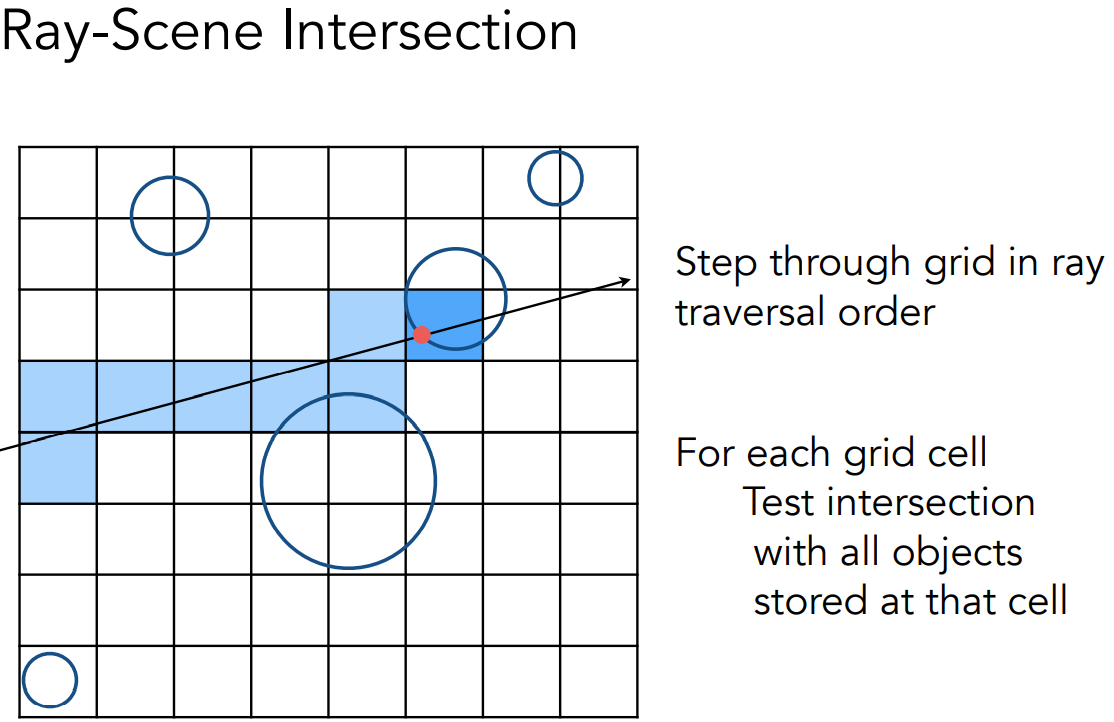 Ray-Scene Intersection
Step through grid in ray
traversal order
For each grid cell
Test intersection
with all objects
stored at that cell